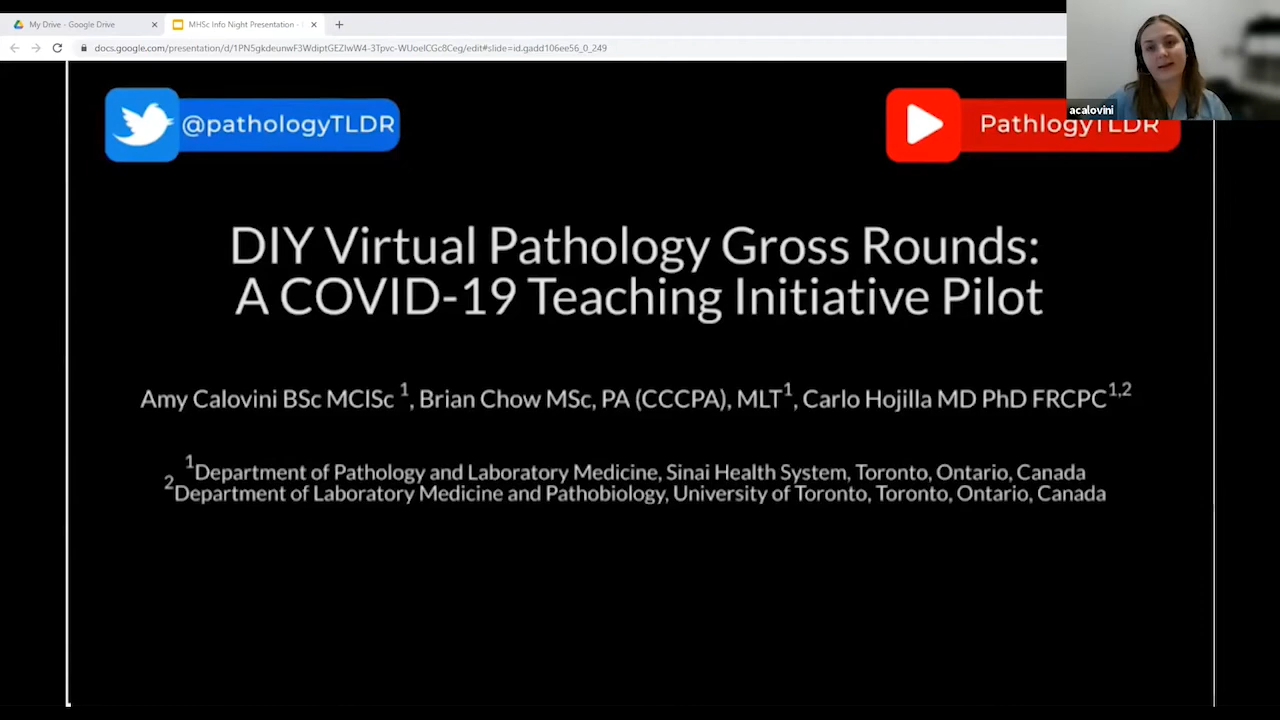 My Drive - Google Drive
MHSc Info Night Presentation -
docs.google.com/presentation/d/1PN5gkdeunwF3WdiptGEZlwW4-3Tpvc-WUoeICGc8Ceg/edit#slide=id.gadd106ee56_0_249
acalovini
@pathologyTLDR
PathlogyTLDR
DIY Virtual Pathology Gross Rounds:
A COVID-19 Teaching Initiative Pilot
Amy Calovini BSc MClSc 1, Brian Chow MSc, PA (CCCPA), MLT1, Carlo Hojilla MD PhD FRCPC1,2
1Department of Pathology and Laboratory Medicine, Sinai Health System, Toronto, Ontario, Canada
2Department of Laboratory Medicine and Pathobiology, University of Toronto, Toronto, Ontario, Canada